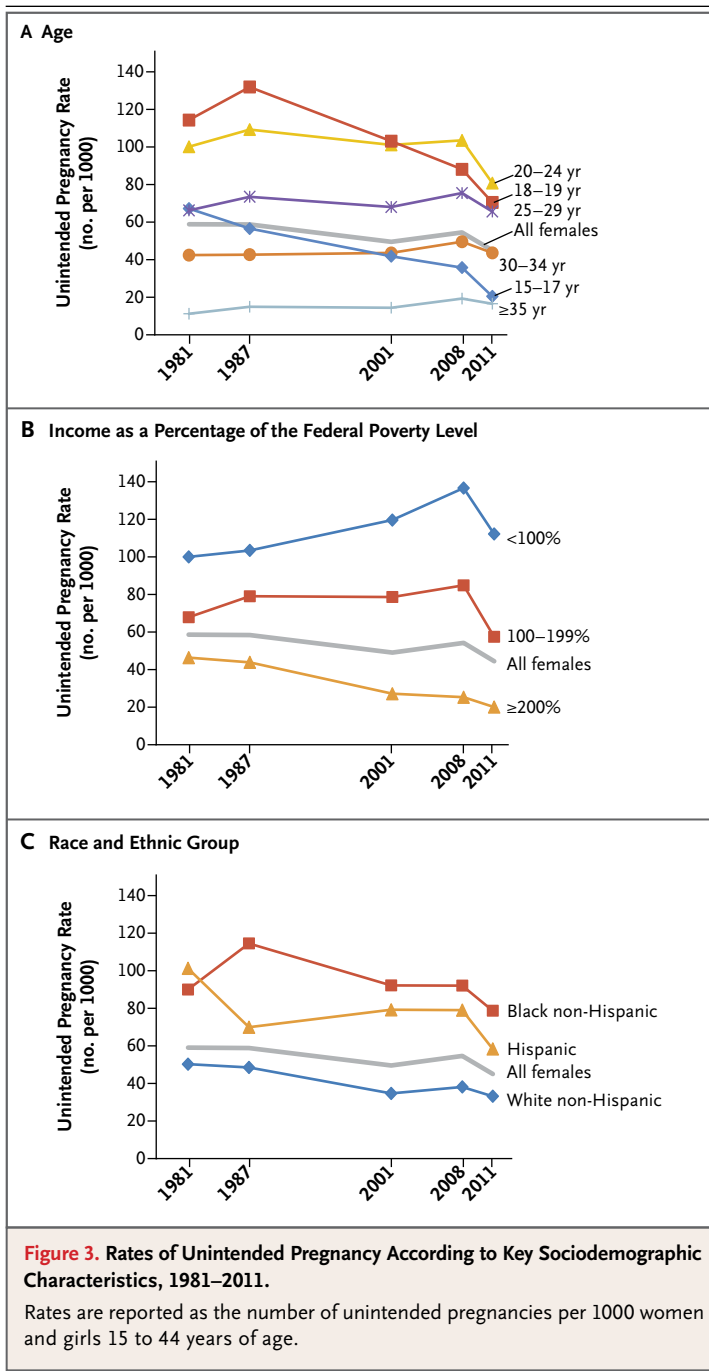 A Age
Unintended Pregnancy Rate
(no. per 1000)
140
120
100
80
60
40
20
0
20–24 yr
18–19 yr
25–29 yr
All females
30–34 yr
15–17 yr
≥35 yr
1981
1987
2001
2008
2011
B Income as a Percentage of the Federal Poverty Level
Unintended Pregnancy Rate
(no. per 1000)
140
120
100
80
60
40
20
0
<100%
100–199%
All females
≥200%
1981
1987
2001
2008
2011
C Race and Ethnic Group
Unintended Pregnancy Rate
(no. per 1000)
140
120
100
80
60
40
20
0
Black non-Hispanic
Hispanic
All females
White non-Hispanic
1981
1987
2001
2008
2011
Figure 3. Rates of Unintended Pregnancy According to Key Sociodemographic
Characteristics, 1981–2011.
Rates are reported as the number of unintended pregnancies per 1000 women
and girls 15 to 44 years of age.